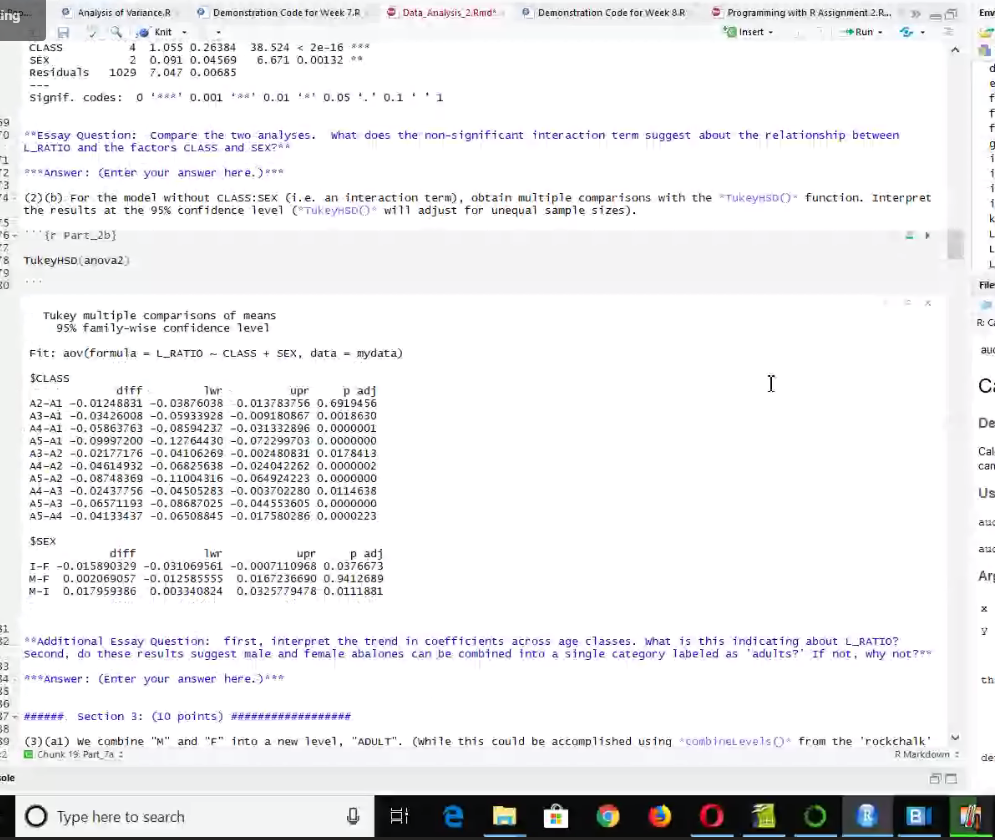 ing
Analysis of Variance.R
Demonstration Code for Week 7.R
Data_Analysis_2.Rmd*
Demonstration Code for Week 8.R
Programming with R Assignment 2.R...
Env
Knit
Insert
Run
CLASS 4 1.055 0.26384 38.524 < 2e-16 ***
SEX 2 0.091 0.04569 6.671 0.00132 **
Residuals 1029 7.047 0.00685
---
Signif. codes: 0 '***' 0.001 '**' 0.01 '*' 0.05 '.' 0.1 ' ' 1
**Essay Question: Compare the two analyses. What does the non-significant interaction term suggest about the relationship between
L_RATIO and the factors CLASS and SEX?**
***Answer: (Enter your answer here.)***
(2)(b) For the model without CLASS:SEX (i.e. an interaction term), obtain multiple comparisons with the *TukeyHSD()* function. Interpret
the results at the 95% confidence level (*TukeyHSD()* will adjust for unequal sample sizes).
```{r Part_2b}
TukeyHSD(anova2)
```
Tukey multiple comparisons of means
95% family-wise confidence level
Fit: aov(formula = L_RATIO ~ CLASS + SEX, data = mydata)
$CLASS
diff lwr upr p adj
A2-A1 -0.01248831 -0.03876038 0.013783756 0.6919456
A3-A1 -0.03426008 -0.05933928 -0.009180867 0.0018630
A4-A1 -0.05863763 -0.08594237 -0.031332896 0.0000001
A5-A1 -0.09997200 -0.12764430 -0.072299703 0.0000000
A3-A2 -0.02177176 -0.04106269 -0.002480831 0.0178413
A4-A2 -0.04614932 -0.06825638 -0.024042262 0.0000002
A5-A2 -0.08748369 -0.11004316 -0.064924223 0.0000000
A4-A3 -0.02437756 -0.04505283 -0.003702280 0.0114638
A5-A3 -0.06571193 -0.08687025 -0.044553605 0.0000000
A5-A4 -0.04133437 -0.06508845 -0.017580286 0.0000223
$SEX
diff lwr upr p adj
I-F -0.015890329 -0.031069561 -0.0007110968 0.0376673
M-F 0.002069057 -0.012585555 0.0167236690 0.9412689
M-I 0.017959386 0.003340824 0.0325779478 0.0111881
**Additional Essay Question: first, interpret the trend in coefficients across age classes. What is this indicating about L_RATIO?
Second, do these results suggest male and female abalones can be combined into a single category labeled as 'adults?' If not, why not?**
***Answer: (Enter your answer here.)***
###### Section 3: (10 points) ##################
(3)(a1) We combine "M" and "F" into a new level, "ADULT". (While this could be accomplished using *combineLevels()* from the 'rockchalk'
Chunk 19: Part_7a
R Markdown
File
R: Ca
Ca
De
Cal
can
Us
Ar
x
y
Type here to search